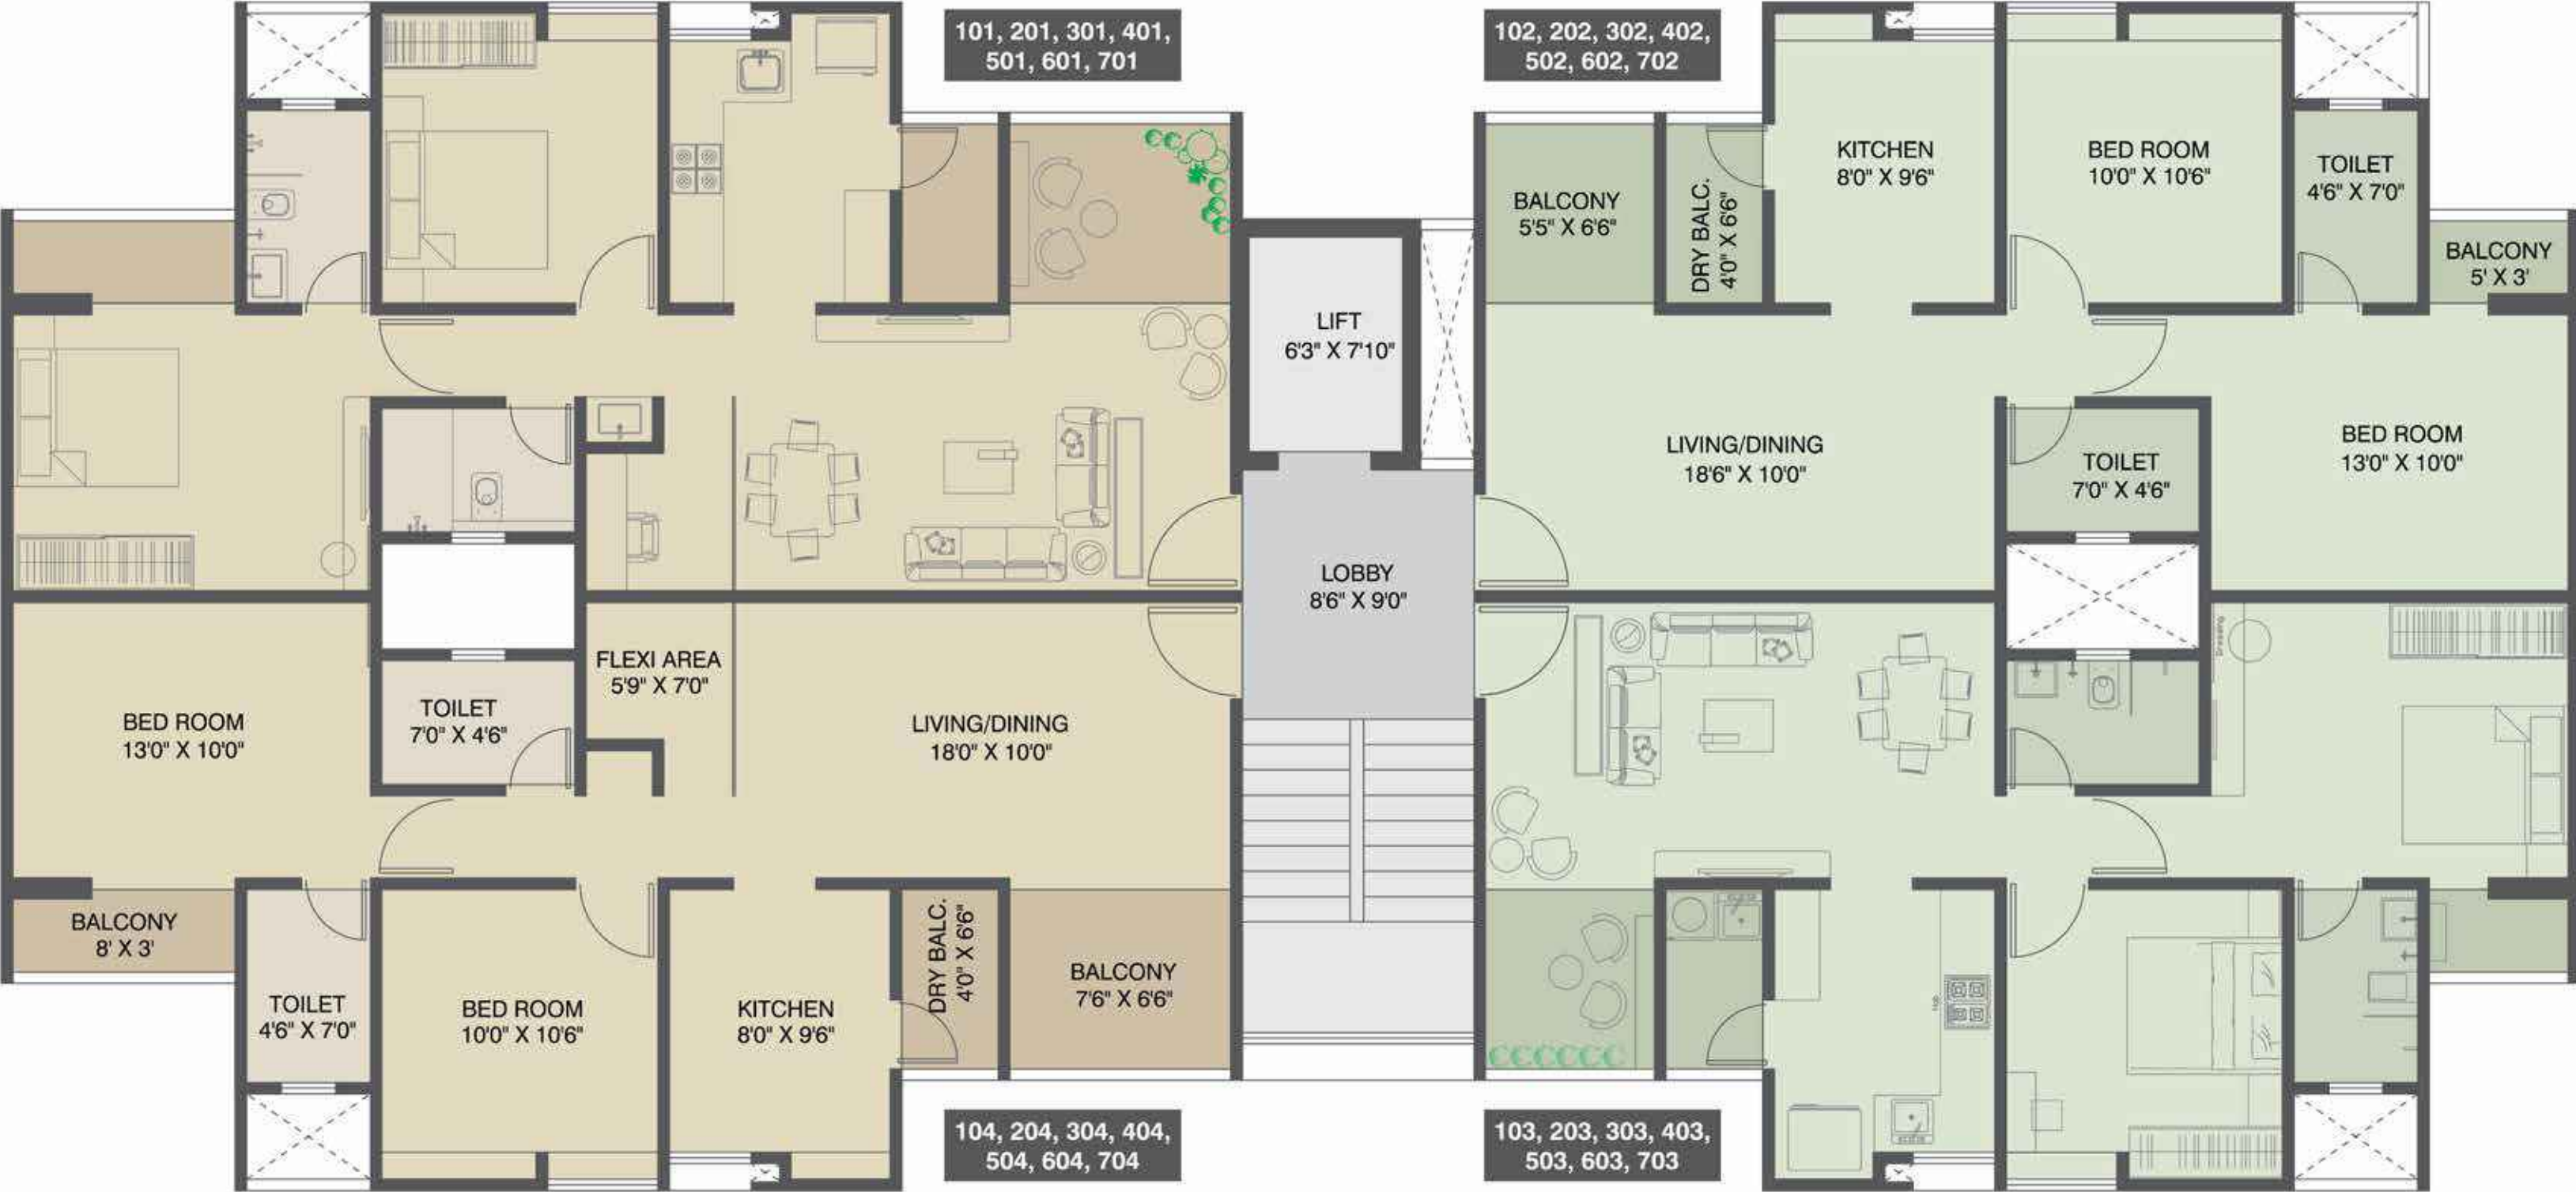 101, 201, 301, 401,
501, 601, 701
102, 202, 302, 402,
502, 602, 702
KITCHEN
8'0" X 9'6"
BED ROOM
10'0" X 10'6"
TOILET
4'6" X 7'0"
BALCONY
5'5" X 6'6"
DRY BALC.
4'0" X 6'6"
BALCONY
5' X 3'
LIFT
6'3" X 7'10"
LIVING/DINING
18'6" X 10'0"
TOILET
7'0" X 4'6"
BED ROOM
13'0" X 10'0"
LOBBY
8'6" X 9'0"
Dressing
FLEXI AREA
5'9" X 7'0"
BED ROOM
13'0" X 10'0"
TOILET
7'0" X 4'6"
LIVING/DINING
18'0" X 10'0"
BALCONY
8' X 3'
TOILET
4'6" X 7'0"
BED ROOM
10'0" X 10'6"
KITCHEN
8'0" X 9'6"
DRY BALC.
4'0" X 6'6"
BALCONY
7'6" X 6'6"
104, 204, 304, 404,
504, 604, 704
103, 203, 303, 403,
503, 603, 703